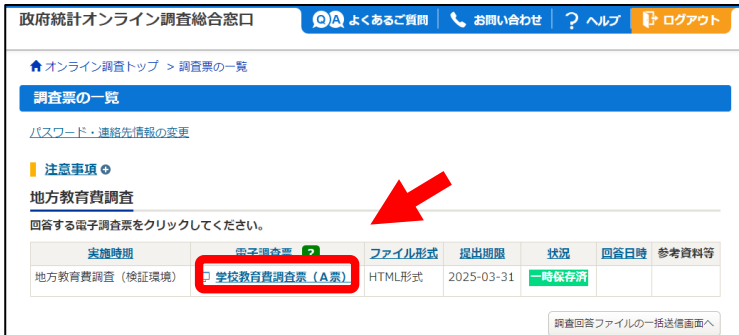 政府統計オンライン調査総合窓口
QA よくあるご質問 お問い合わせ ? ヘルプ ログアウト
オンライン調査トップ > 調査票の一覧
調査票の一覧
パスワード・連絡先情報の変更
注意事項
地方教育費調査
回答する電子調査票をクリックしてください。
実施時期 電子調査票 ? ファイル形式 提出期限 状況 回答日時 参考資料等
地方教育費調査（検証環境） 学校教育費調査票（A票） HTML形式 2025-03-31 一時保存済
調査回答ファイルの一括送信画面へ